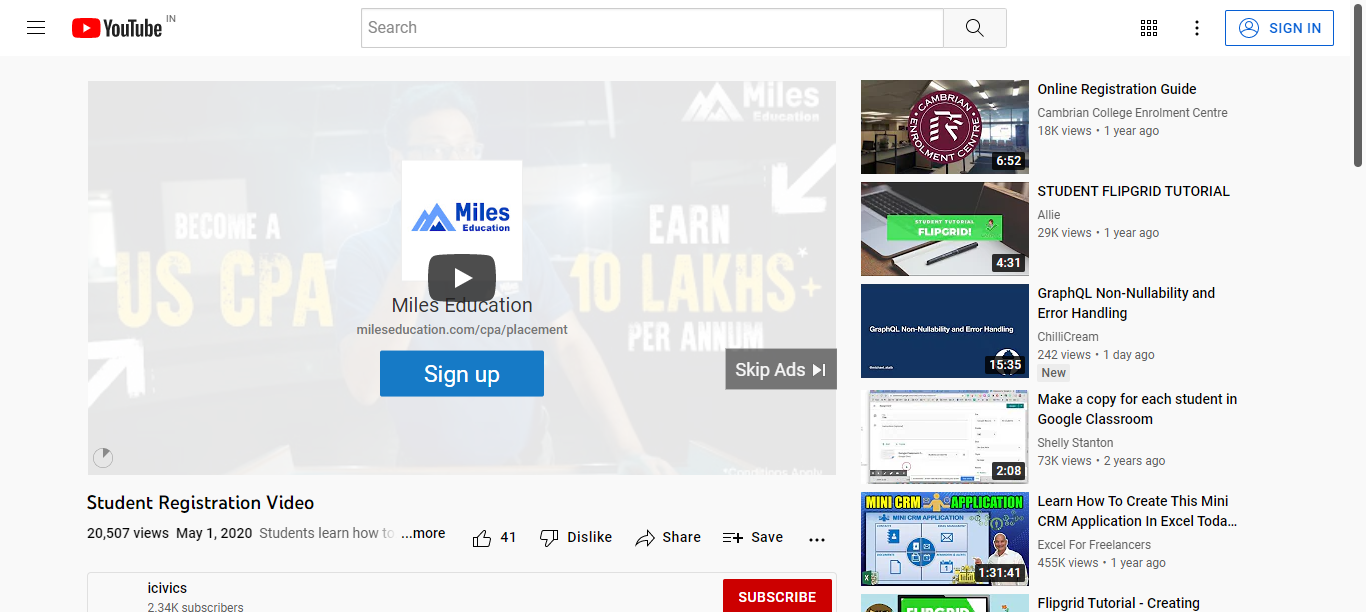 YouTube IN
Search
SIGN IN
Miles
Education
BECOME A
US CPA
EARN
10 LAKHS*+
PER ANNUM
Miles
Education
Miles Education
mileseducation.com/cpa/placement
Sign up
Skip Ads
*Conditions Apply
Student Registration Video
20,507 views May 1, 2020 Students learn how to ...more
41
Dislike
Share
Save
icivics
2.34K subscribers
SUBSCRIBE
CAMBRIAN
ENROLMENT CENTRE
6:52
Online Registration Guide
Cambrian College Enrolment Centre
18K views • 1 year ago
STUDENT TUTORIAL
FLIPGRID!
4:31
STUDENT FLIPGRID TUTORIAL
Allie
29K views • 1 year ago
GraphQL Non-Nullability and Error Handling
15:35
GraphQL Non-Nullability and
Error Handling
ChilliCream
242 views • 1 day ago
New
2:08
Make a copy for each student in
Google Classroom
Shelly Stanton
73K views • 2 years ago
MINI CRM APPLICATION
MINI CRM APPLICATION
1:31:41
Learn How To Create This Mini
CRM Application In Excel Toda...
Excel For Freelancers
455K views • 1 year ago
Flipgrid Tutorial - Creating